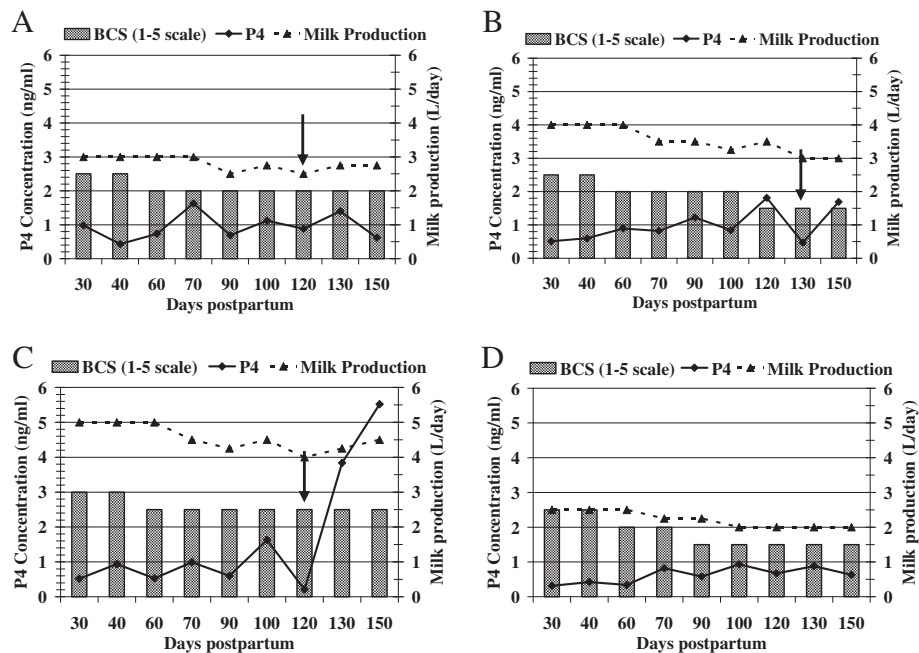 A
BCS (1-5 scale) P4 Milk Production
P4 Concentration (ng/ml)
6
5
4
3
2
1
0
6
5
4
3
2
1
0
Milk production (L/day)
30 40 60 70 90 100 120 130 150
Days postpartum
B
BCS (1-5 scale) P4 Milk Production
P4 Concentration (ng/ml)
6
5
4
3
2
1
0
6
5
4
3
2
1
0
Milk production (L/day)
30 40 60 70 90 100 120 130 150
Days postpartum
C
BCS (1-5 scale) P4 Milk Production
P4 Concentration (ng/ml)
6
5
4
3
2
1
0
6
5
4
3
2
1
0
Milk production (L/day)
30 40 60 70 90 100 120 130 150
Days postpartum
D
BCS (1-5 scale) P4 Milk Production
P4 Concentration (ng/ml)
6
5
4
3
2
1
0
6
5
4
3
2
1
0
Milk production (L/day)
30 40 60 70 90 100 120 130 150
Days postpartum